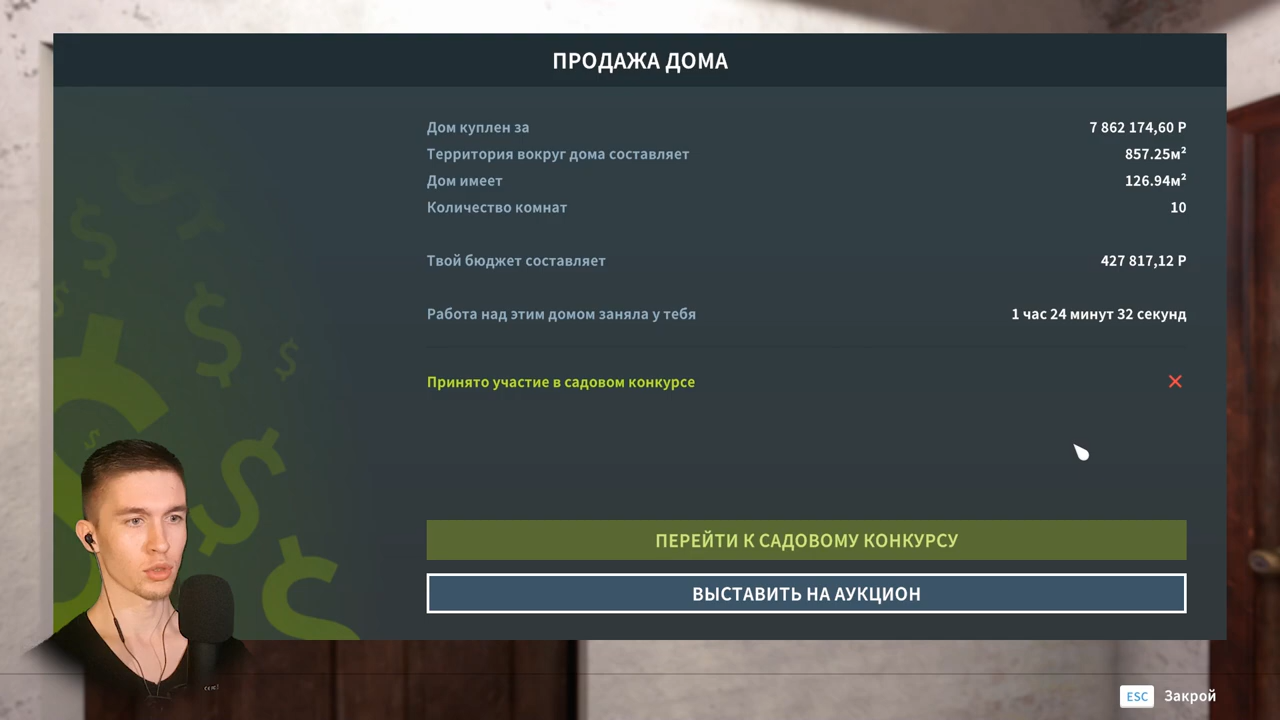 ПРОДАЖА ДОМА
Дом куплен за 7 862 174,60 Р
Территория вокруг дома составляет 857.25м²
Дом имеет 126.94м²
Количество комнат 10
Твой бюджет составляет 427 817,12 Р
Работа над этим домом заняла у тебя 1 час 24 минут 32 секунд
Принято участие в садовом конкурсе
ПЕРЕЙТИ К САДОВОМУ КОНКУРСУ
ВЫСТАВИТЬ НА АУКЦИОН
ESC Закрой